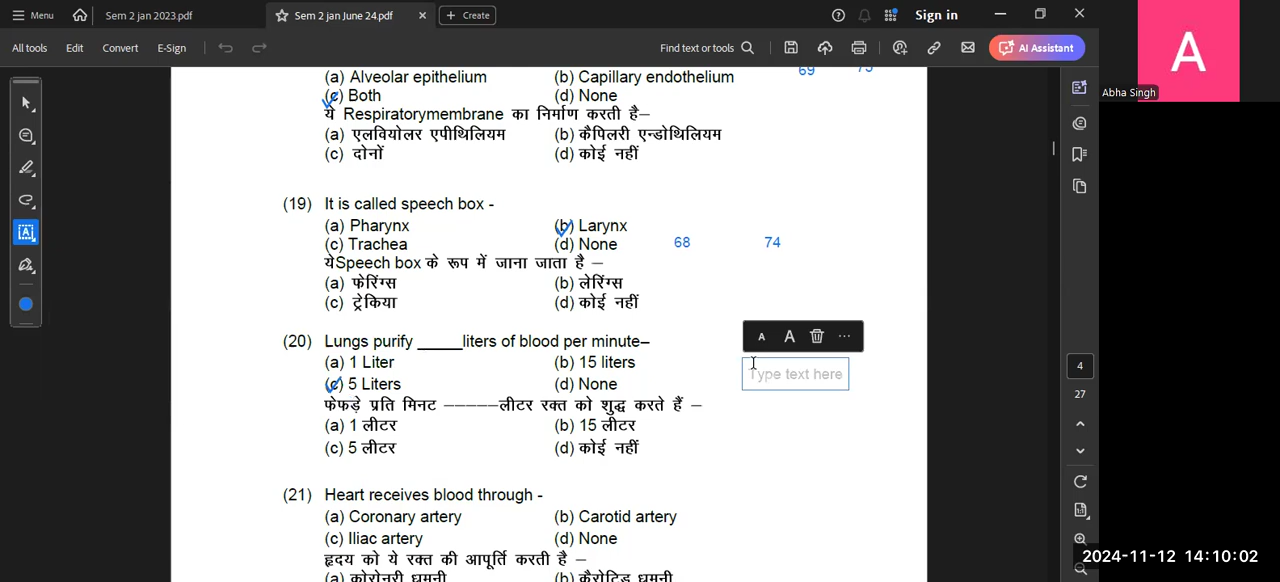 Menu
Sem 2 jan 2023.pdf
Sem 2 jan June 24.pdf
Create
Sign in
All tools
Edit
Convert
E-Sign
Find text or tools
AI Assistant
A
Abha Singh
(a) Alveolar epithelium (b) Capillary endothelium 69 75
(c) Both (d) None
ये Respiratorymembrane का निर्माण करती है–
(a) एलवियोलर एपीथिलियम (b) कैपिलरी एन्डोथिलियम
(c) दोनों (d) कोई नहीं
(19) It is called speech box -
(a) Pharynx (b) Larynx
(c) Trachea (d) None 68 74
येSpeech box के रूप में जाना जाता है –
(a) फेरिंग्स (b) लेरिंग्स
(c) ट्रेकिया (d) कोई नहीं
(20) Lungs purify _____liters of blood per minute–
(a) 1 Liter (b) 15 liters
Type text here
(c) 5 Liters (d) None
फेफड़े प्रति मिनट –––––लीटर रक्त को शुद्ध करते हैं –
(a) 1 लीटर (b) 15 लीटर
(c) 5 लीटर (d) कोई नहीं
(21) Heart receives blood through -
(a) Coronary artery (b) Carotid artery
(c) Iliac artery (d) None
हृदय को ये रक्त की आपूर्ति करती है –
(a) कोरोनरी धमनी (b) कैरोटिड धमनी
4
27
2024-11-12 14:10:02